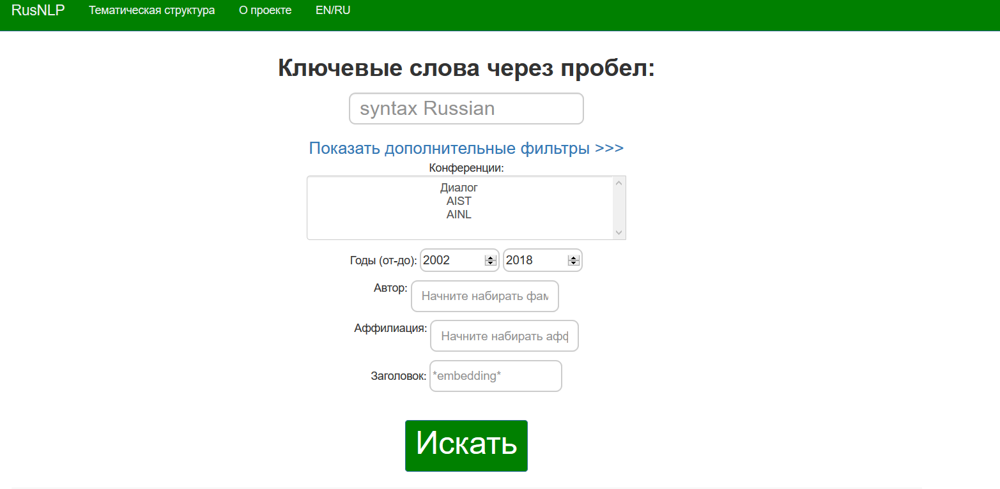 RusNLP Тематическая структура О проекте EN/RU
Ключевые слова через пробел:
syntax Russian
Показать дополнительные фильтры >>>
Конференции:
Диалог
AIST
AINL
Годы (от-до): 2002 2018
Автор: Начните набирать фам
Аффилиация: Начните набирать афф
Заголовок: *embedding*
Искать